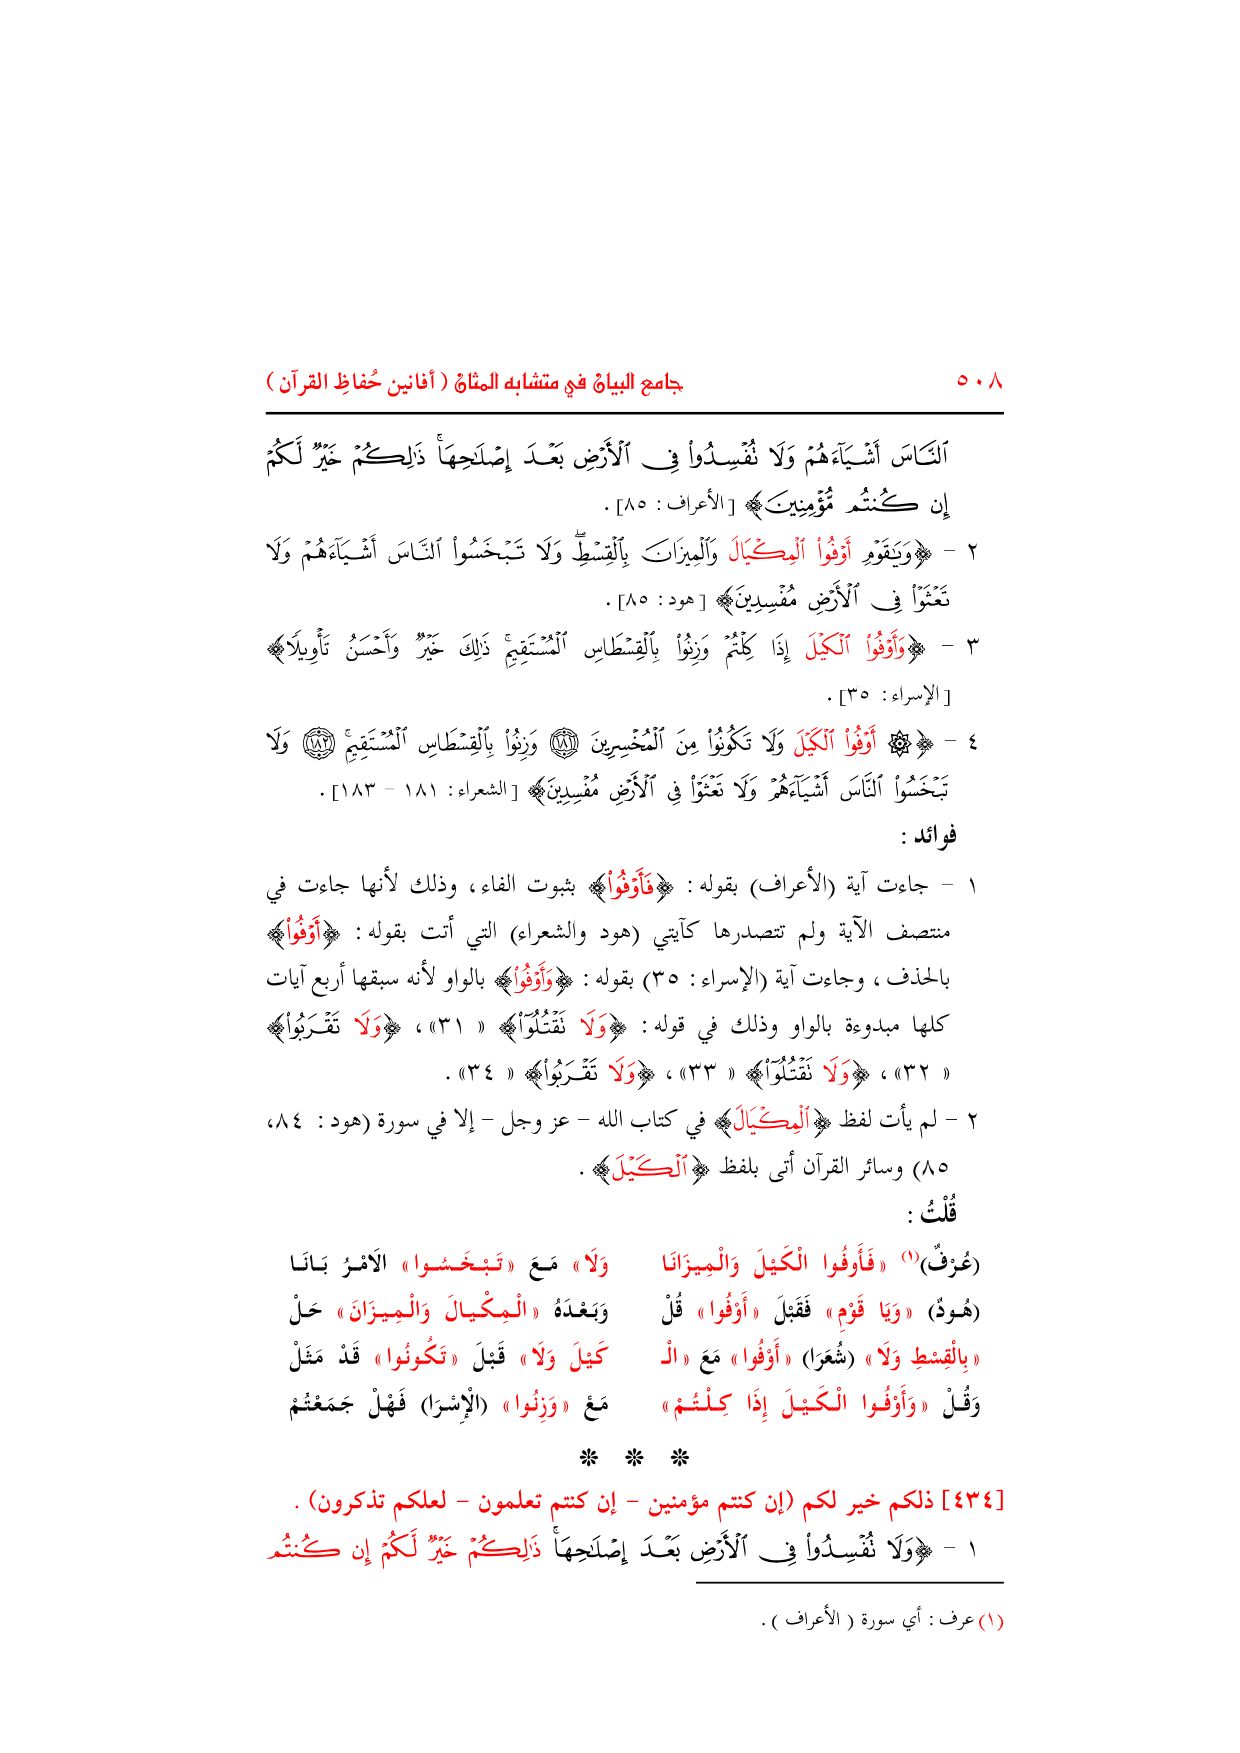 ٥٠٨ جامع البيان في متشابه المثان ( أفانين حُفاظِ القرآن )
ٱلنَّاسَ أَشْيَآءَهُمْ وَلَا تُفْسِدُوا۟ فِى ٱلْأَرْضِ بَعْدَ إِصْلَٰحِهَا ۚ ذَٰلِكُمْ خَيْرٌ لَّكُمْ
إِن كُنتُم مُّؤْمِنِينَ﴾ [الأعراف : ٨٥] .
٢ – ﴿وَيَٰقَوْمِ أَوْفُوا۟ ٱلْمِكْيَالَ وَٱلْمِيزَانَ بِٱلْقِسْطِ ۖ وَلَا تَبْخَسُوا۟ ٱلنَّاسَ أَشْيَآءَهُمْ وَلَا
تَعْثَوْا۟ فِى ٱلْأَرْضِ مُفْسِدِينَ﴾ [هود : ٨٥] .
٣ – ﴿وَأَوْفُوا۟ ٱلْكَيْلَ إِذَا كِلْتُمْ وَزِنُوا۟ بِٱلْقِسْطَاسِ ٱلْمُسْتَقِيمِ ۚ ذَٰلِكَ خَيْرٌ وَأَحْسَنُ تَأْوِيلًا﴾
[الإسراء : ٣٥] .
٤ – ﴿۞ أَوْفُوا۟ ٱلْكَيْلَ وَلَا تَكُونُوا۟ مِنَ ٱلْمُخْسِرِينَ ١٨١ وَزِنُوا۟ بِٱلْقِسْطَاسِ ٱلْمُسْتَقِيمِ ۚ ١٨٢ وَلَا
تَبْخَسُوا۟ ٱلنَّاسَ أَشْيَآءَهُمْ وَلَا تَعْثَوْا۟ فِى ٱلْأَرْضِ مُفْسِدِينَ﴾ [الشعراء : ١٨١ – ١٨٣] .
فوائد :
١ – جاءت آية (الأعراف) بقوله : ﴿فَأَوْفُوا۟﴾ بثبوت الفاء ، وذلك لأنها جاءت في
منتصف الآية ولم تتصدرها كآيتي (هود والشعراء) التي أتت بقوله : ﴿أَوْفُوا۟﴾
بالحذف ، وجاءت آية (الإسراء : ٣٥) بقوله : ﴿وَأَوْفُوا۟﴾ بالواو لأنه سبقها أربع آيات
كلها مبدوءة بالواو وذلك في قوله : ﴿وَلَا تَقْتُلُوٓا۟﴾ « ٣١» ، ﴿وَلَا تَقْرَبُوا۟﴾
« ٣٢» ، ﴿وَلَا تَقْتُلُوٓا۟﴾ « ٣٣» ، ﴿وَلَا تَقْرَبُوا۟﴾ « ٣٤» .
٢ – لم يأت لفظ ﴿ٱلْمِكْيَالَ﴾ في كتاب الله – عز وجل – إلا في سورة (هود : ٨٤،
٨٥) وسائر القرآن أتى بلفظ ﴿ٱلْكَيْلَ﴾ .
قُلْتُ :
(عُرْفٌ)(١) « فَأَوفُوا الْكَيْلَ وَالْمِيزَانَا وَلَا» مَعَ « تَبْخَسُوا » الَامْرُ بَانَا
(هُودٌ) « وَيَا قَوْمِ » فَقَبْلَ « أَوْفُوا » قُلْ وَبَعْدَهُ « الْمِكْيالَ وَالْمِيزَانَ » حَلْ
« بِالْقِسْطِ وَلَا » (شُعَرَا) « أَوْفُوا » مَعَ « الْـ كَيْلَ وَلَا» قَبْلَ « تَكُونُوا » قَدْ مَثَلْ
وَقُلْ « وَأَوْفُوا الْكَيْلَ إِذَا كِلْتُمْ » مَعْ « وَزِنُوا » (الْإِسْرَا) فَهْلْ جَمَعْتُمْ
❊ ❊ ❊
[٤٣٤] ذلكم خير لكم (إن كنتم مؤمنين – إن كنتم تعلمون – لعلكم تذكرون) .
١ – ﴿وَلَا تُفْسِدُوا۟ فِى ٱلْأَرْضِ بَعْدَ إِصْلَٰحِهَا ۚ ذَٰلِكُمْ خَيْرٌ لَّكُمْ إِن كُنتُم
(١) عرف : أي سورة ( الأعراف ) .